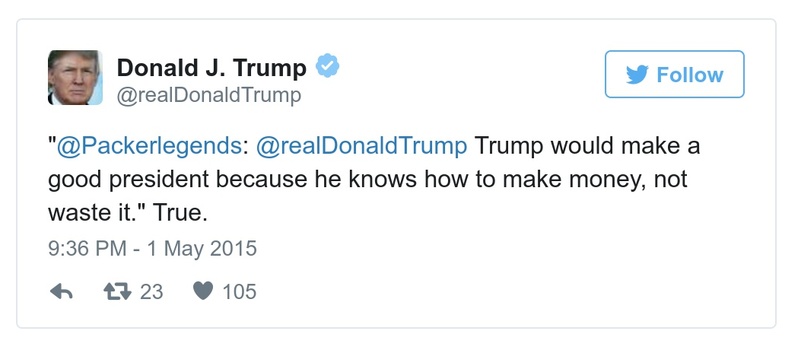 Donald J. Trump
Follow
@realDonaldTrump
"@Packerlegends: @realDonaldTrump Trump would make a
good president because he knows how to make money, not
waste it." True.
9:36 PM - 1 May 2015
23 105